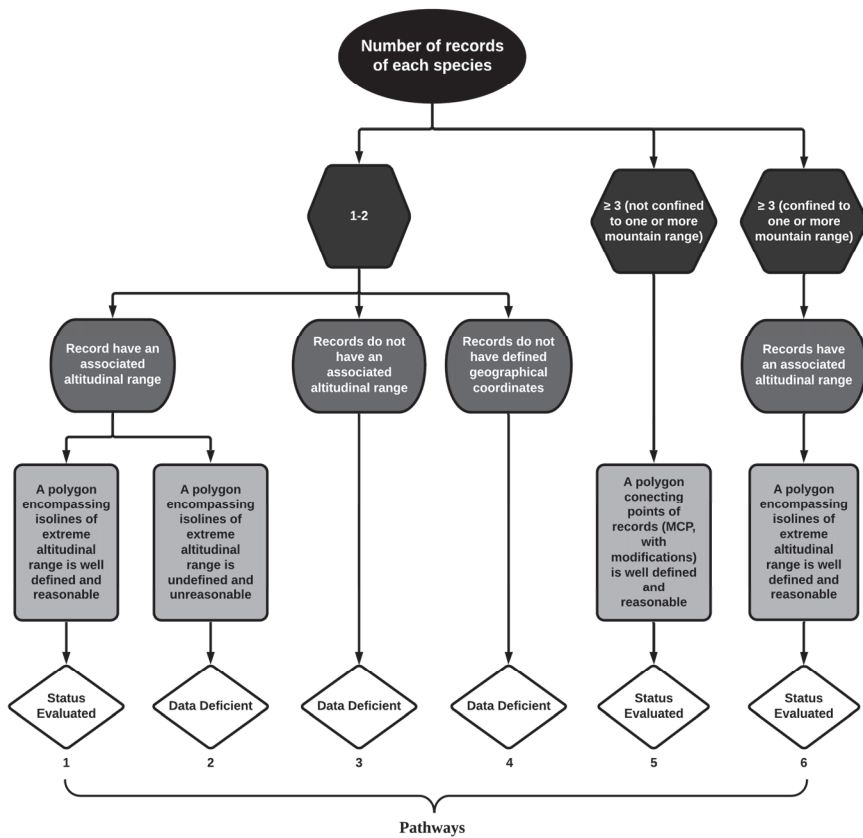 Number of records
of each species
1-2
≥ 3 (not confined
to one or more
mountain range)
≥ 3 (confined to
one or more
mountain range)
Record have an
associated
altitudinal range
Records do not
have an
associated
altitudinal range
Records do not
have defined
geographical
coordinates
Records have
an associated
altitudinal range
A polygon
encompassing
isolines of
extreme
altitudinal
range is well
defined and
reasonable
A polygon
encompassing
isolines of
extreme
altitudinal
range is
undefined and
unreasonable
A polygon
conecting
points of
records (MCP,
with
modifications)
is well defined
and
reasonable
A polygon
encompassing
isolines of
extreme
altitudinal
range is well
defined and
reasonable
Status
Evaluated
Data Deficient
Data Deficient
Data Deficient
Status
Evaluated
Status
Evaluated
1
2
3
4
5
6
Pathways